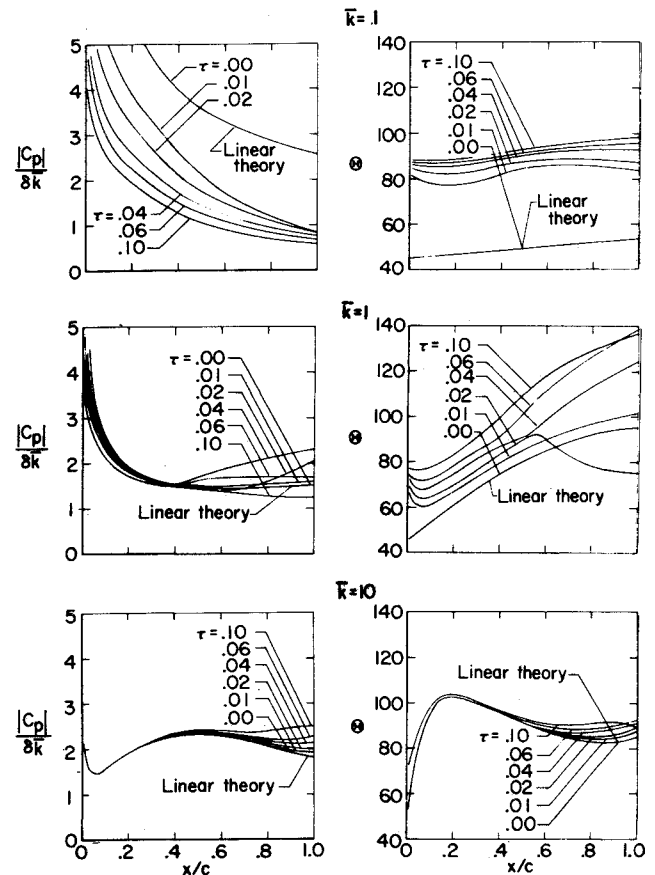 k̄=.1
5
4
3
2
1
0
|Cp|
δk̄
τ=.00
.01
.02
Linear
theory
τ=.04
.06
.10
140
120
100
80
60
40
Θ
τ=.10
.06
.04
.02
.01
.00
Linear
theory
k̄=1
5
4
3
2
1
0
|Cp|
δk̄
τ=.00
.01
.02
.04
.06
.10
Linear theory
140
120
100
80
60
40
Θ
τ=.10
.06
.04
.02
.01
.00
Linear theory
k̄=10
5
4
3
2
1
0
|Cp|
δk̄
τ=.10
.06
.04
.02
.01
.00
Linear theory
0 .2 .4 .6 .8 1.0
x/c
140
120
100
80
60
40
Θ
Linear theory
τ=.10
.06
.04
.02
.01
.00
0 .2 .4 .6 .8 1.0
x/c